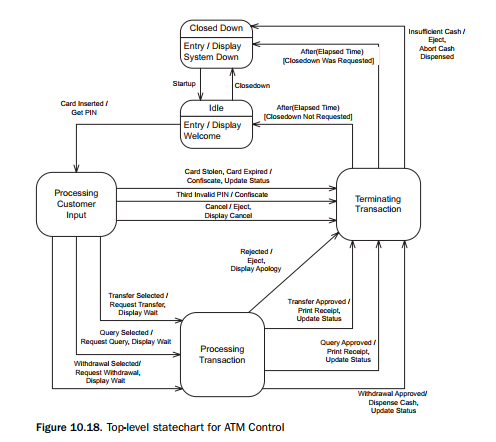 Closed Down
Entry / Display
System Down
Insufficient Cash /
Eject,
Abort Cash
Dispensed
After(Elapsed Time)
[Closedown Was Requested]
Startup
Closedown
Idle
Entry / Display
Welcome
Card Inserted /
Get PIN
After(Elapsed Time)
[Closedown Not Requested]
Card Stolen, Card Expired /
Confiscate, Update Status
Processing
Customer
Input
Third Invalid PIN / Confiscate
Cancel / Eject,
Display Cancel
Terminating
Transaction
Rejected /
Eject,
Display Apology
Transfer Selected /
Request Transfer,
Display Wait
Transfer Approved /
Print Receipt,
Update Status
Query Selected /
Request Query, Display Wait
Processing
Transaction
Query Approved /
Print Receipt,
Update Status
Withdrawal Selected/
Request Withdrawal,
Display Wait
Withdrawal Approved/
Dispense Cash,
Update Status
Figure 10.18. Top-level statechart for ATM Control